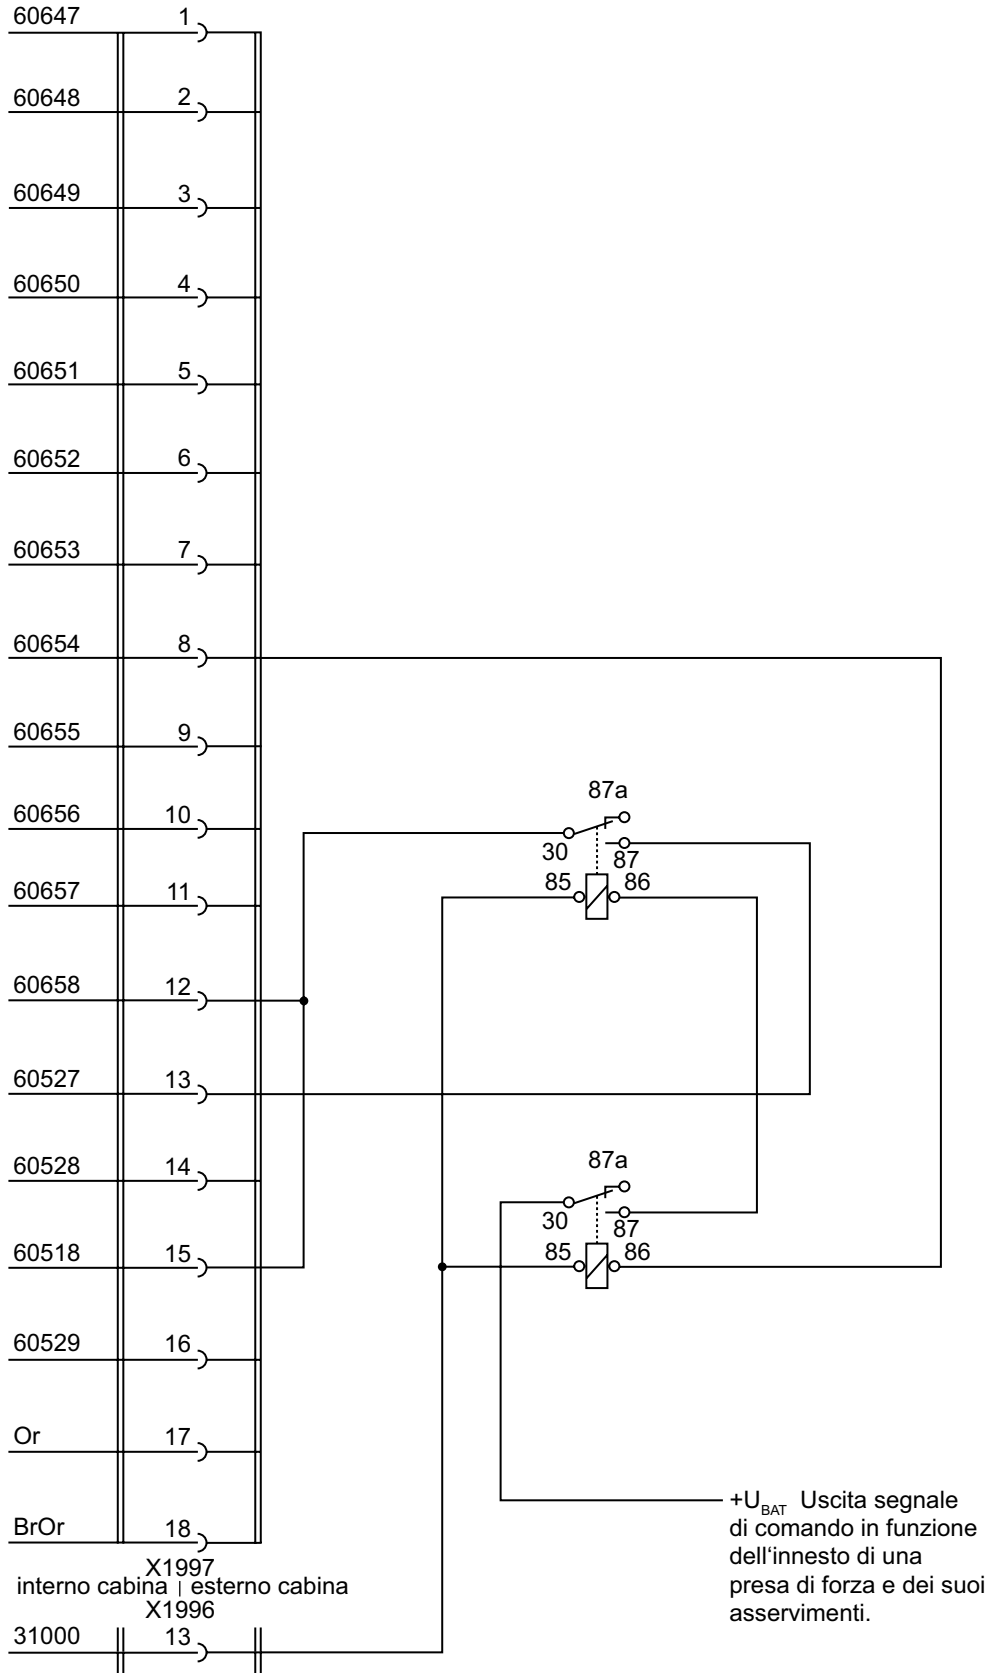 60647 1
60648 2
60649 3
60650 4
60651 5
60652 6
60653 7
60654 8
60655 9
87a
60656 10
30 87
60657 11
85 86
60658 12
60527 13
60528 14
87a
30 87
60518 15
85 86
60529 16
Or 17
+UBAT Uscita segnale
di comando in funzione
dell'innesto di una
presa di forza e dei suoi
asservimenti.
BrOr 18
X1997
interno cabina | esterno cabina
X1996
31000 13